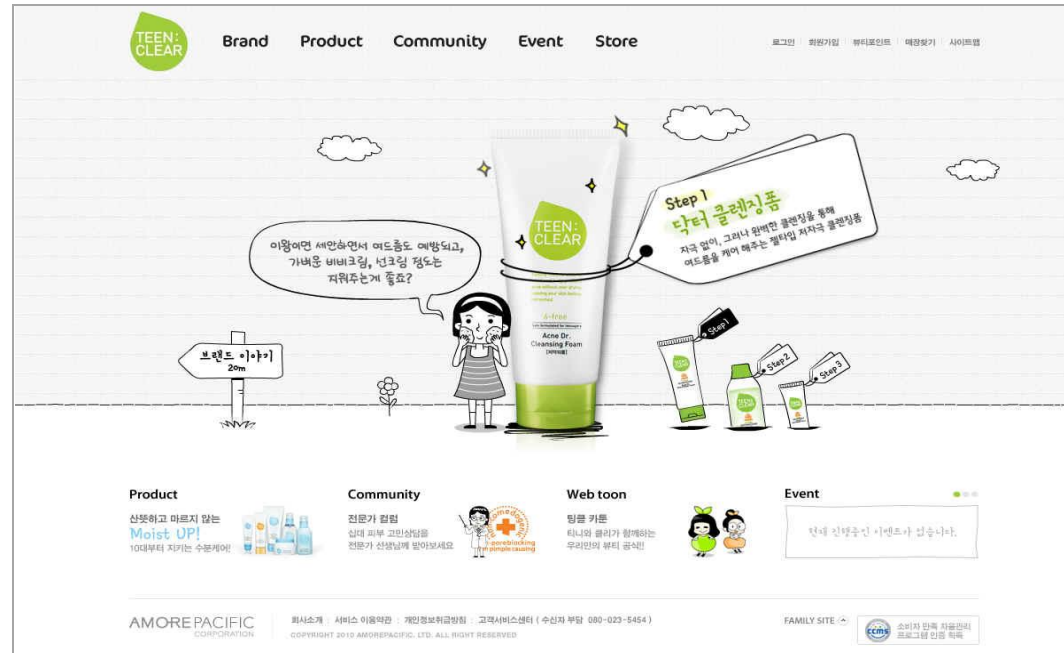 TEEN:
CLEAR
Brand Product Community Event Store
로그인 회원가입 뷰티포인트 매장찾기 사이트맵
Step 1
닥터 클렌징폼
자극 없이, 그러나 완벽한 클렌징을 통해
여드름을 케어 해주는 젤타입 저자극 클렌징폼
이왕이면 세안하면서 여드름도 예방되고,
가벼운 비비크림, 선크림 정도는
지워주는게 좋죠?
TEEN:
CLEAR
A-free
Acne Dr.
Cleansing Foam
브랜드 이야기
20m
Step 1
Step 2
Step 3
Product
산뜻하고 마르지 않는
Moist UP!
10대부터 지키는 수분케어!
Community
전문가 컬럼
십대 피부 고민상담을
전문가 선생님께 받아보세요
Web toon
팅클 카툰
티니와 클리가 함께하는
우리만의 뷰티 공식!!
Event
현재 진행중인 이벤트가 없습니다.
AMOREPACIFIC
CORPORATION
회사소개 서비스 이용약관 개인정보취급방침 고객서비스센터 ( 수신자 부담 080-023-5454 )
COPYRIGHT 2010 AMOREPACIFIC. LTD. ALL RIGHT RESERVED
FAMILY SITE
ccms
소비자 만족 자율관리
프로그램 인증 획득